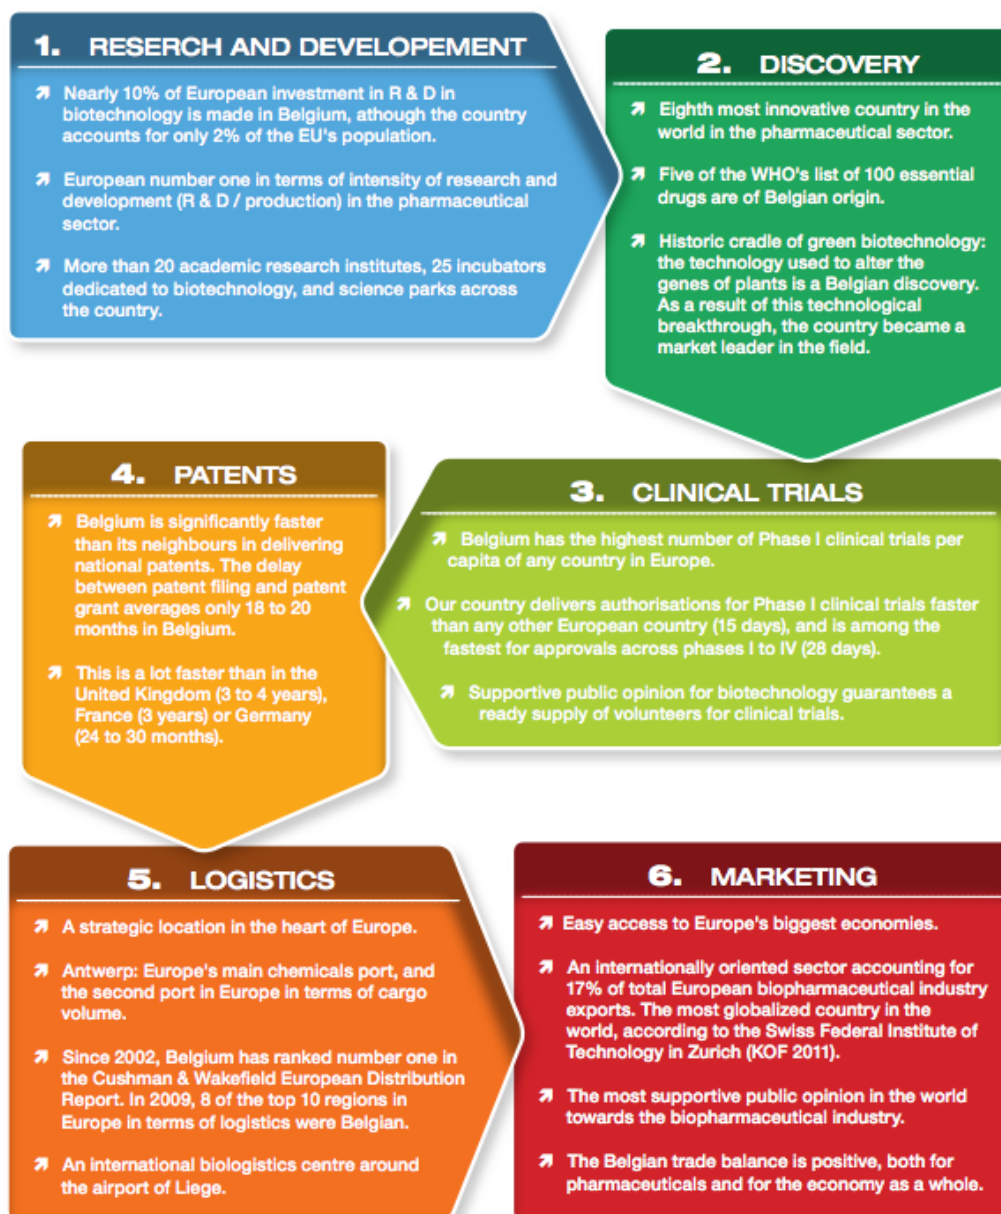 1. RESERCH AND DEVELOPEMENT
Nearly 10% of European investment in R & D in
biotechnology is made in Belgium, athough the country
accounts for only 2% of the EU's population.
European number one in terms of intensity of research and
development (R & D / production) in the pharmaceutical
sector.
More than 20 academic research institutes, 25 incubators
dedicated to biotechnology, and science parks across
the country.
2. DISCOVERY
Eighth most innovative country in the
world in the pharmaceutical sector.
Five of the WHO's list of 100 essential
drugs are of Belgian origin.
Historic cradle of green biotechnology:
the technology used to alter the
genes of plants is a Belgian discovery.
As a result of this technological
breakthrough, the country became a
market leader in the field.
3. CLINICAL TRIALS
Belgium has the highest number of Phase I clinical trials per
capita of any country in Europe.
Our country delivers authorisations for Phase I clinical trials faster
than any other European country (15 days), and is among the
fastest for approvals across phases I to IV (28 days).
Supportive public opinion for biotechnology guarantees a
ready supply of volunteers for clinical trials.
4. PATENTS
Belgium is significantly faster
than its neighbours in delivering
national patents. The delay
between patent filing and patent
grant averages only 18 to 20
months in Belgium.
This is a lot faster than in the
United Kingdom (3 to 4 years),
France (3 years) or Germany
(24 to 30 months).
5. LOGISTICS
A strategic location in the heart of Europe.
Antwerp: Europe's main chemicals port, and
the second port in Europe in terms of cargo
volume.
Since 2002, Belgium has ranked number one in
the Cushman & Wakefield European Distribution
Report. In 2009, 8 of the top 10 regions in
Europe in terms of logistics were Belgian.
An international biologistics centre around
the airport of Liege.
6. MARKETING
Easy access to Europe's biggest economies.
An internationally oriented sector accounting for
17% of total European biopharmaceutical industry
exports. The most globalized country in the
world, according to the Swiss Federal Institute of
Technology in Zurich (KOF 2011).
The most supportive public opinion in the world
towards the biopharmaceutical industry.
The Belgian trade balance is positive, both for
pharmaceuticals and for the economy as a whole.